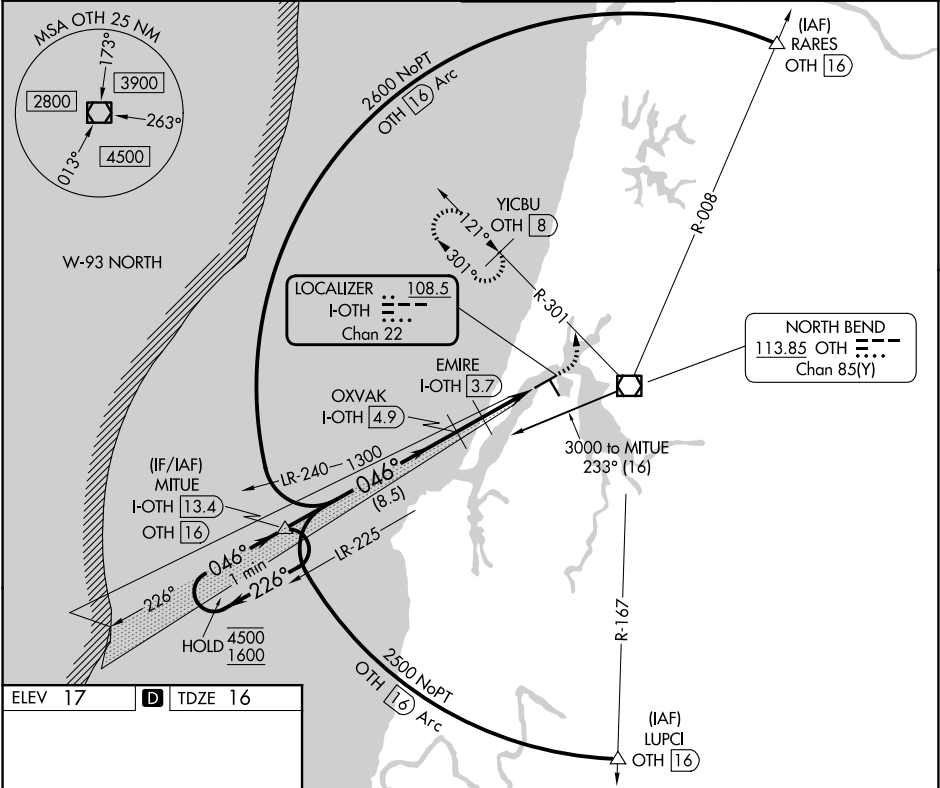 MSA OTH 25 NM
173°
3900
2800
263°
013°
4500
W-93 NORTH
2600 NoPT
OTH 16 Arc
(IAF)
RARES
OTH 16
R-008
YICBU
OTH 8
121°
301°
R-301
LOCALIZER 108.5
I-OTH
Chan 22
NORTH BEND
113.85 OTH
Chan 85(Y)
EMIRE
I-OTH 3.7
OXVAK
I-OTH 4.9
3000 to MITUE
233° (16)
(IF/IAF)
MITUE
I-OTH 13.4
OTH 16
LR-240
1300
046°
(8.5)
LR-225
046°
1 min
226°
226°
HOLD 4500
1600
R-167
2500 NoPT
OTH 16 Arc
(IAF)
LUPCI
OTH 16
ELEV 17 D TDZE 16